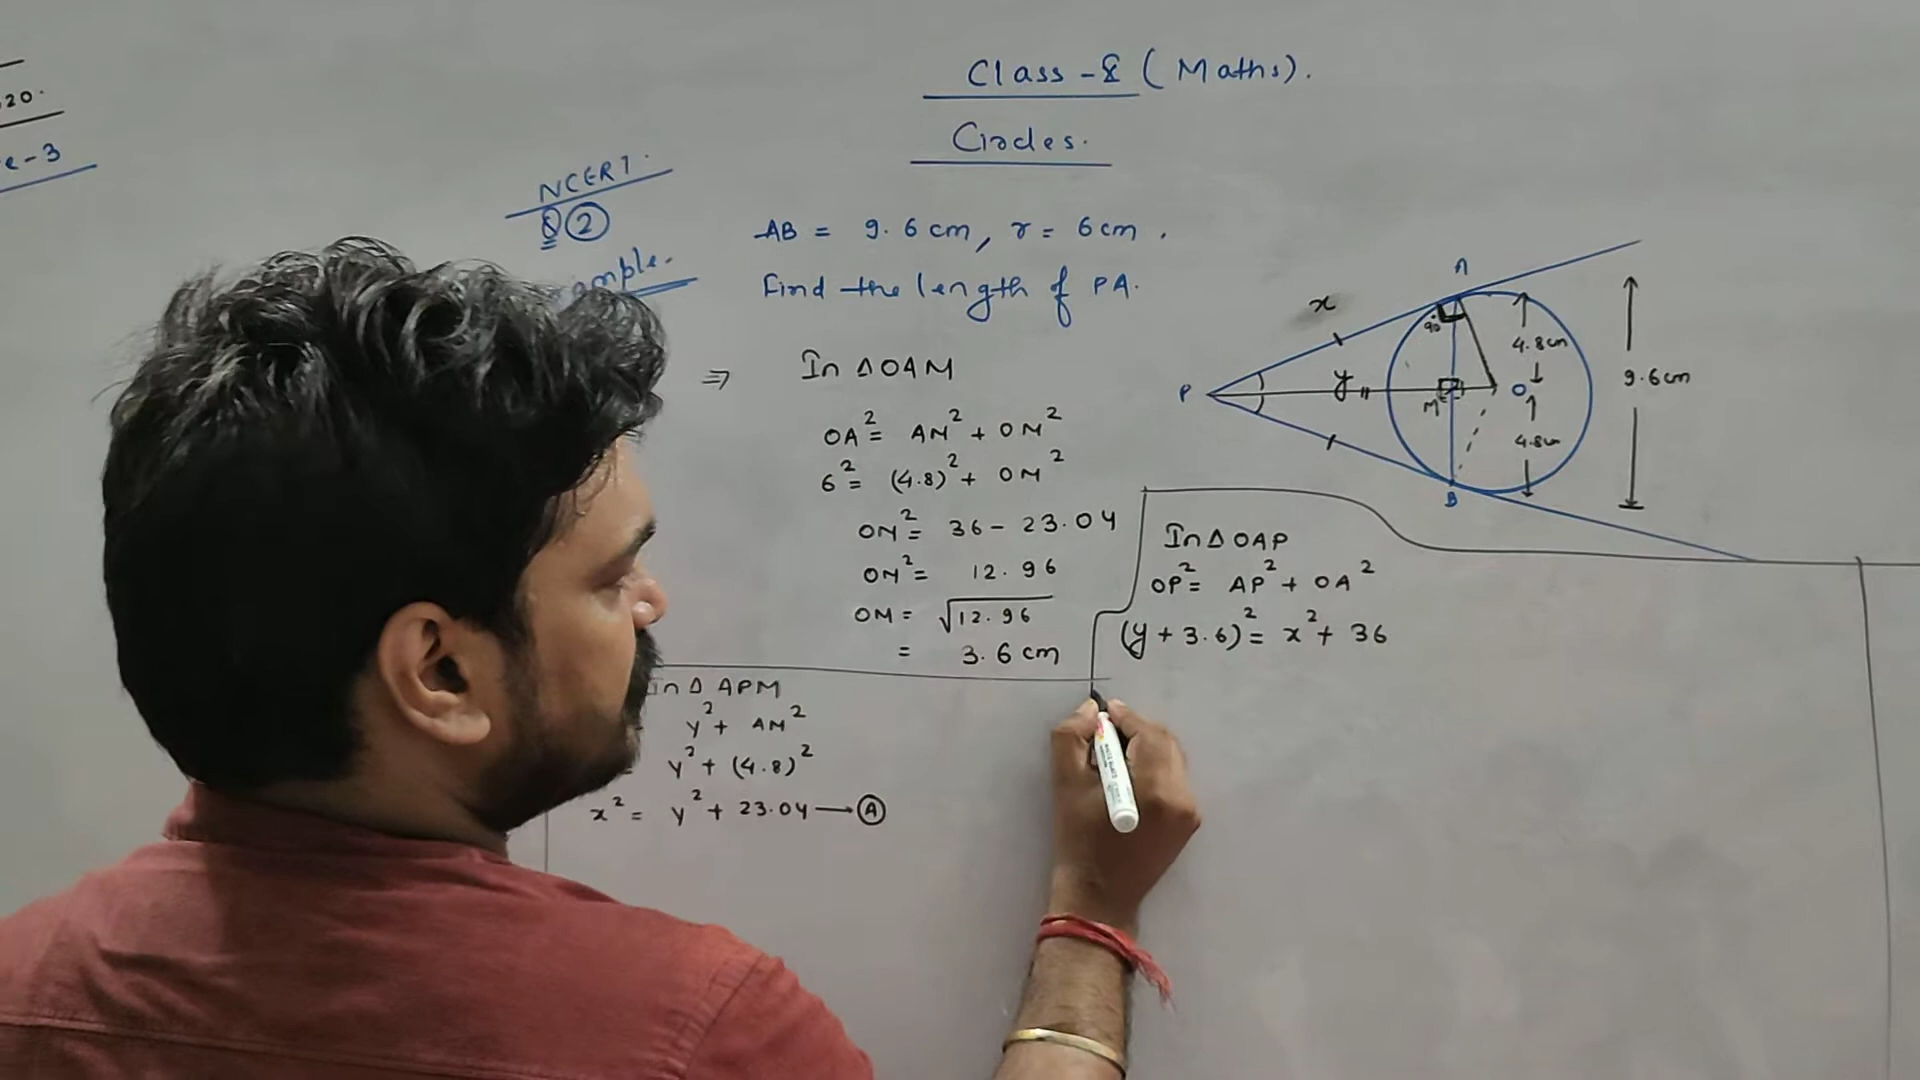 20.
e-3
Class-X (Maths).
Circles.
NCERT.
Q 2
ample.
AB = 9.6 cm, r = 6 cm.
Find the length of PA.
⇒ In Δ OAM
OA² = AM² + OM²
6² = (4.8)² + OM²
OM² = 36 - 23.04
OM² = 12.96
OM = √12.96
= 3.6 cm
In Δ APM
y² + AM²
= y² + (4.8)²
x² = y² + 23.04 → A
In Δ OAP
OP² = AP² + OA²
(y + 3.6)² = x² + 36
A
x
90°
4.8 cm
P
y
M
O
9.6 cm
4.8 cm
B